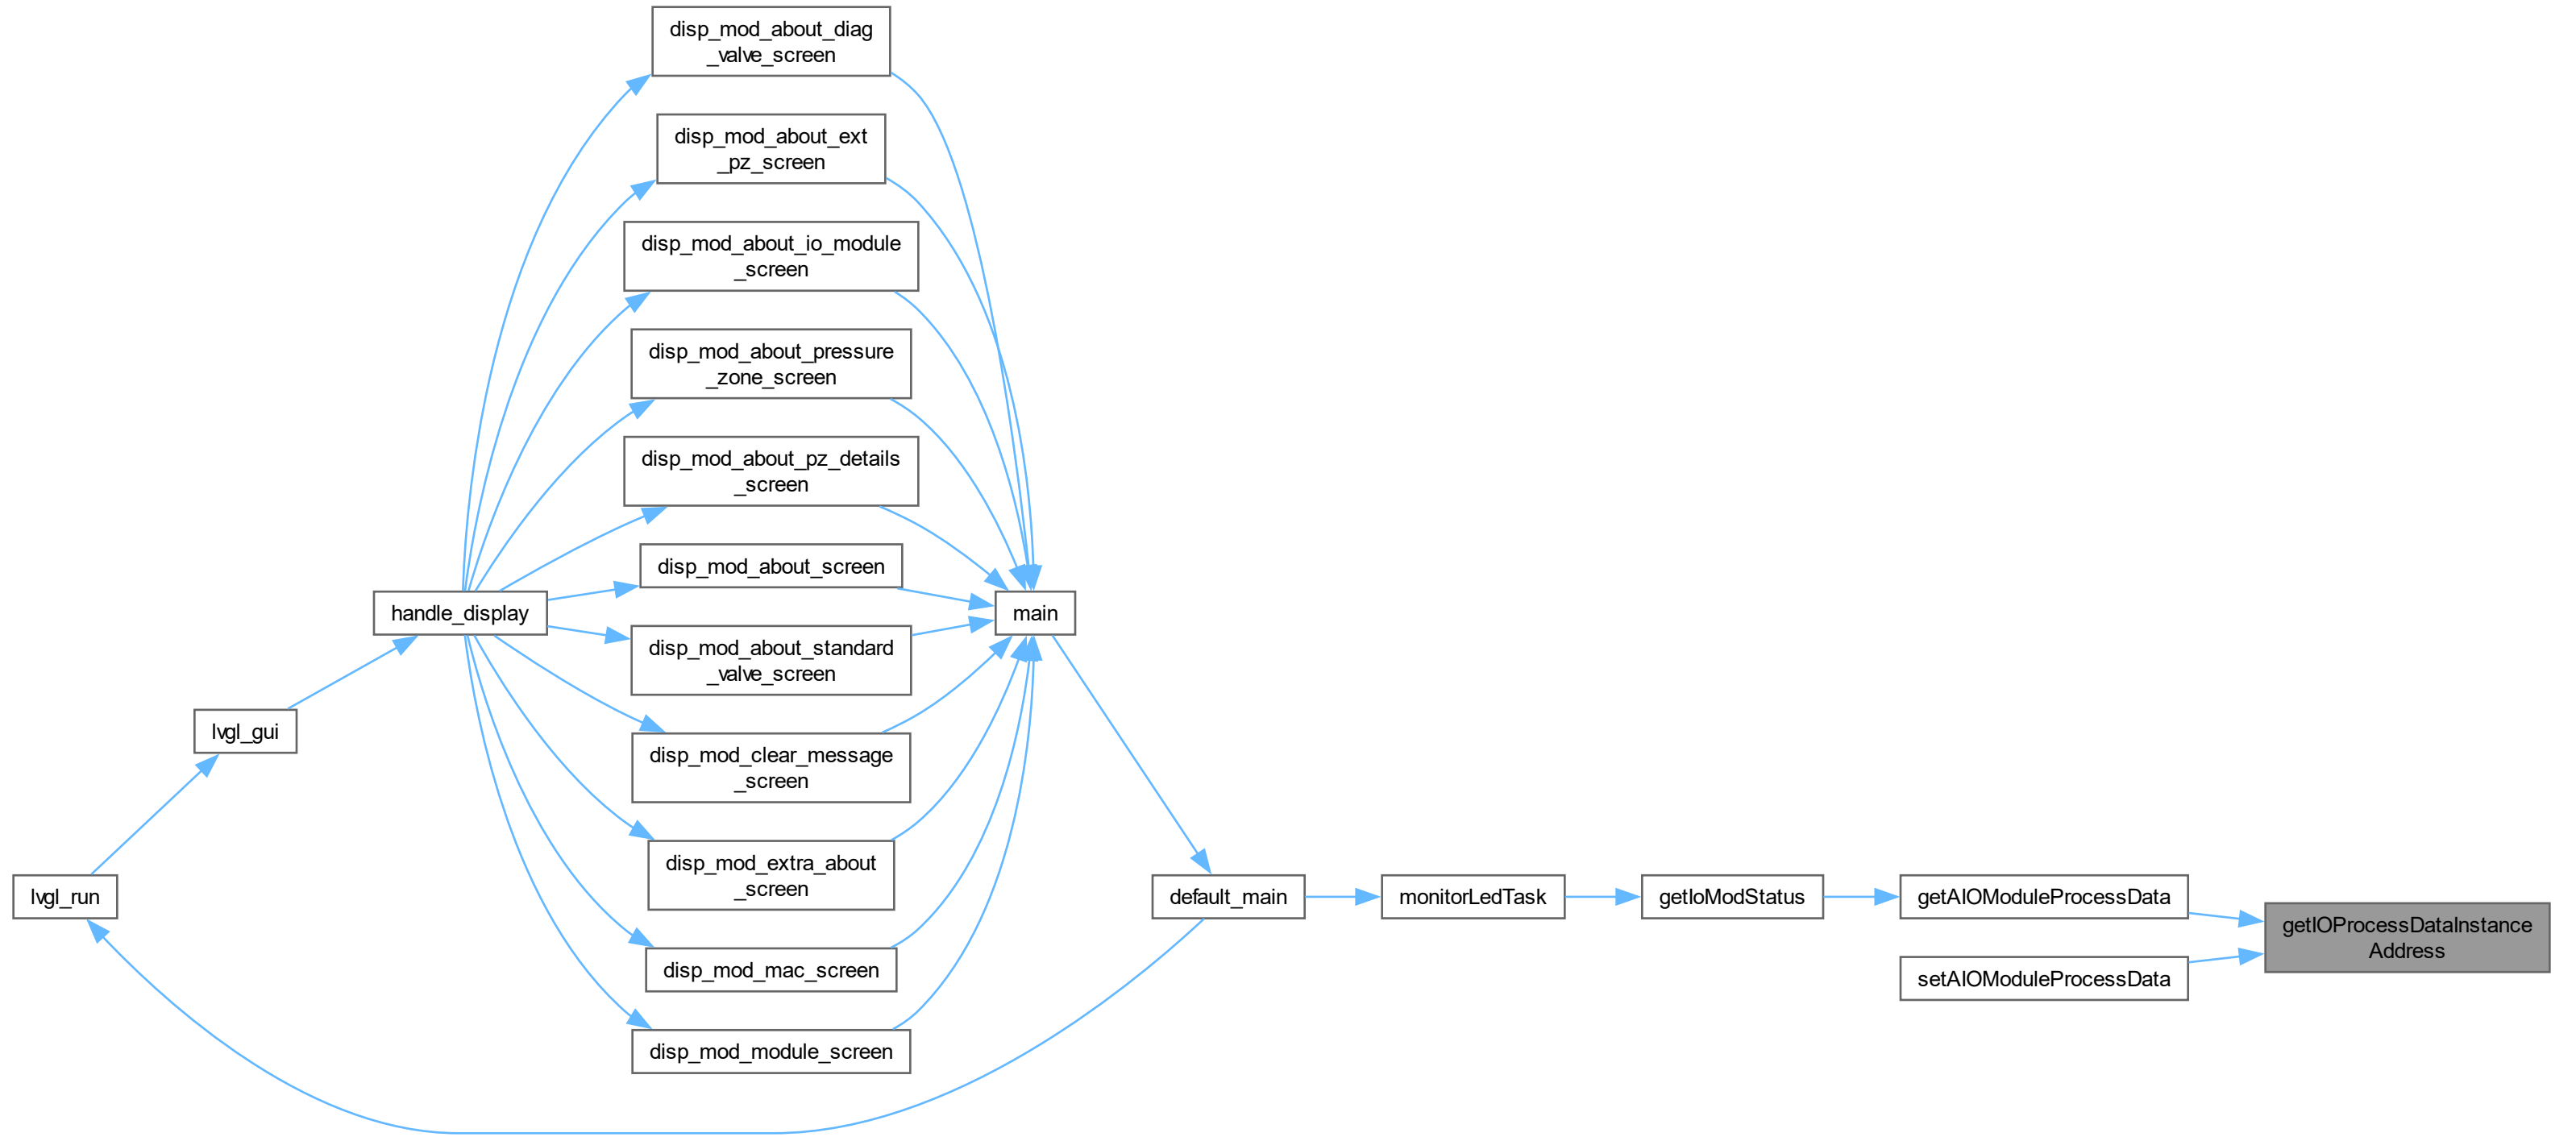 disp_mod_about_diag
_valve_screen
disp_mod_about_ext
_pz_screen
disp_mod_about_io_module
_screen
disp_mod_about_pressure
_zone_screen
disp_mod_about_pz_details
_screen
disp_mod_about_screen
handle_display
main
disp_mod_about_standard
_valve_screen
lvgl_gui
disp_mod_clear_message
_screen
disp_mod_extra_about
_screen
lvgl_run
default_main
monitorLedTask
getIoModStatus
getAIOModuleProcessData
getIOProcessDataInstance
Address
disp_mod_mac_screen
setAIOModuleProcessData
disp_mod_module_screen